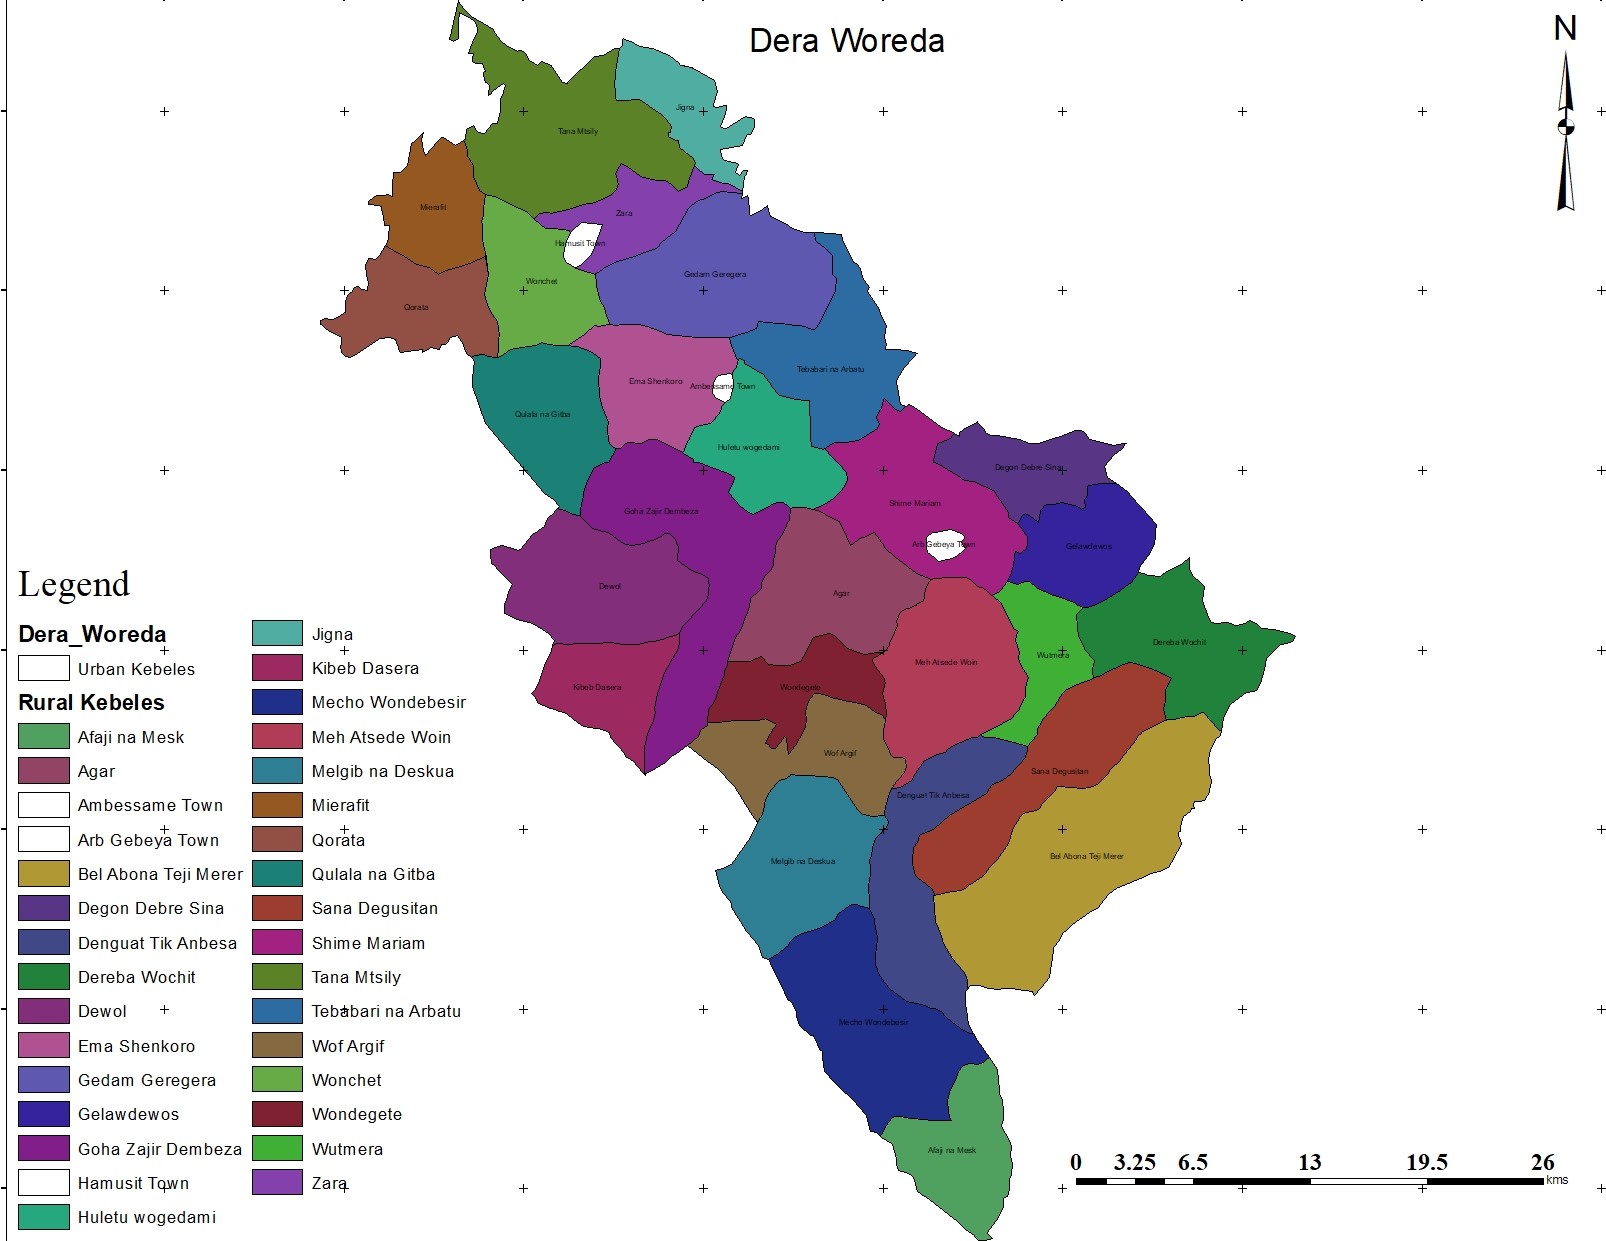 Dera Woreda
N
Jigna
Tana Mtsily
Mierafit
Zara
Hamusit Town
Gedam Geregera
Wonchet
Qorata
Tebabari na Arbatu
Ema Shenkoro
Ambessame Town
Qulala na Gitba
Huletu wogedami
Degon Debre Sina
Shime Mariam
Goha Zajir Dembeza
Arb Gebeya Town
Gelawdewos
Dewol
Agar
Dereba Wochit
Wutmera
Meh Atsede Woin
Kibeb Dasera
Wondegete
Wof Argif
Sana Degusitan
Denguat Tik Anbesa
Bel Abona Teji Merer
Melgib na Deskua
Mecho Wondebesir
Afaji na Mesk
Legend
Dera_Woreda
Urban Kebeles
Rural Kebeles
Afaji na Mesk
Agar
Ambessame Town
Arb Gebeya Town
Bel Abona Teji Merer
Degon Debre Sina
Denguat Tik Anbesa
Dereba Wochit
Dewol
Ema Shenkoro
Gedam Geregera
Gelawdewos
Goha Zajir Dembeza
Hamusit Town
Huletu wogedami
Jigna
Kibeb Dasera
Mecho Wondebesir
Meh Atsede Woin
Melgib na Deskua
Mierafit
Qorata
Qulala na Gitba
Sana Degusitan
Shime Mariam
Tana Mtsily
Tebabari na Arbatu
Wof Argif
Wonchet
Wondegete
Wutmera
Zara
0 3.25 6.5 13 19.5 26
kms